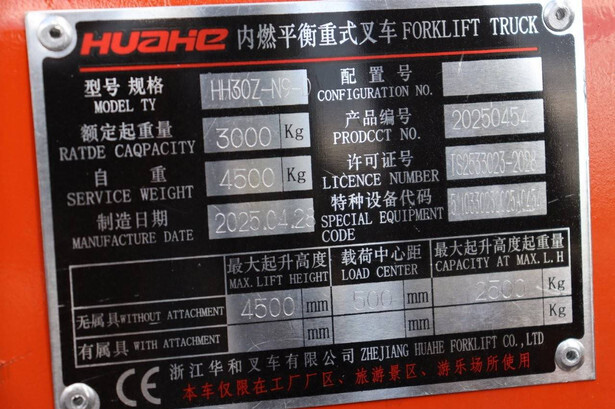 HUAHE 内燃平衡重式叉车 FORKLIFT TRUCK
型号 规格 HH30Z-N9-
MODEL TY
配置号
CONFIGURATION NO.
额定起重量 3000 Kg
RATDE CAQPACITY
产品编号 20250454
PRODCCT NO.
自重 4500 Kg
SERVICE WEIGHT
许可证号 TS2533023-2028
LICENCE NUMBER
制造日期 2025.04.28
MANUFACTURE DATE
特种设备代码
SPECIAL EQUIPMENT
CODE
最大起升高度 载荷中心距 最大起升高度起重量
MAX. LIFT HEIGHT LOAD CENTER CAPACITY AT MAX. L.H
无属具 WITHOUT ATTACHMENT 4500 mm 500 mm 2500 Kg
有属具 WITH ATTACHMENT mm mm Kg
CE 浙江华和叉车有限公司 ZHEJIANG HUAHE FORKLIFT CO.,LTD
本车仅限在工厂厂区、旅游景区、游乐场所使用